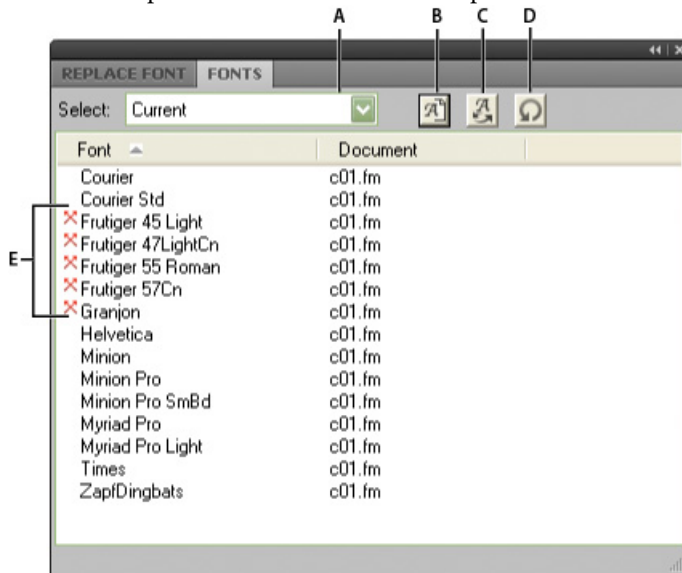 A B C D
REPLACE FONT FONTS
Select: Current
Font Document
Courier c01.fm
Courier Std c01.fm
Frutiger 45 Light c01.fm
Frutiger 47LightCn c01.fm
Frutiger 55 Roman c01.fm
E
Frutiger 57Cn c01.fm
Granjon c01.fm
Helvetica c01.fm
Minion c01.fm
Minion Pro c01.fm
Minion Pro SmBd c01.fm
Myriad Pro c01.fm
Myriad Pro Light c01.fm
Times c01.fm
ZapfDingbats c01.fm